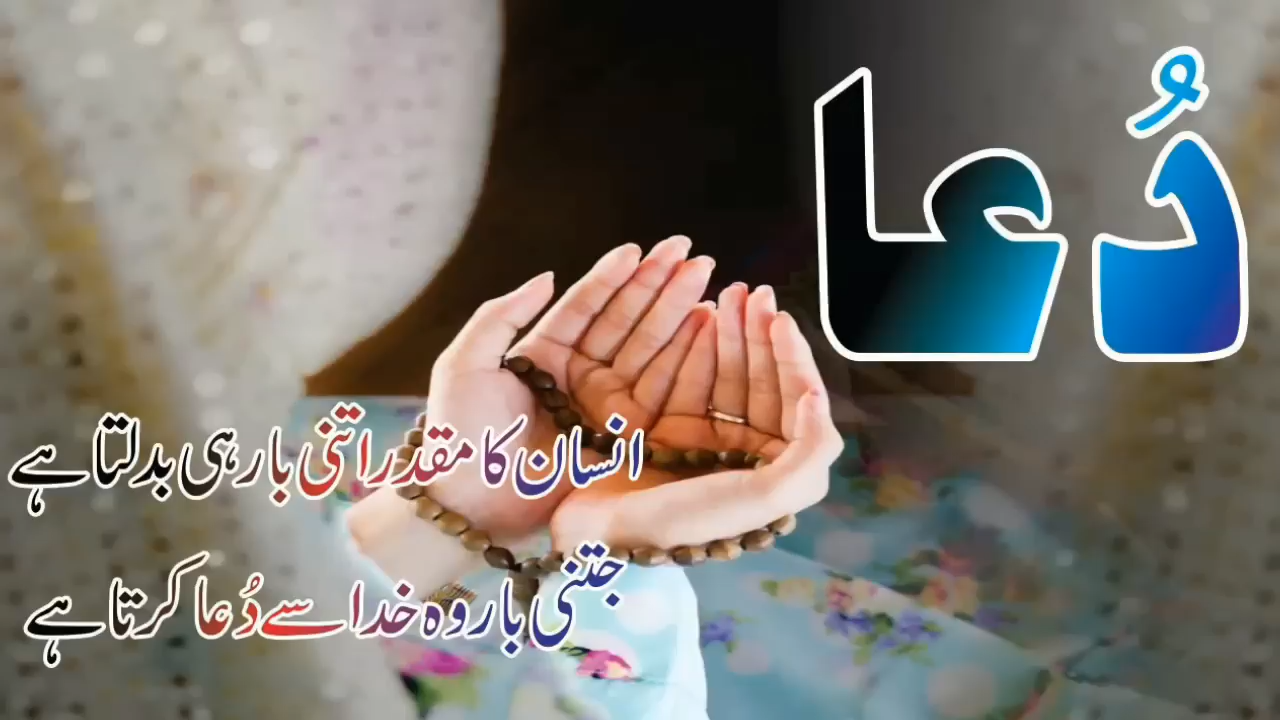 دُعا
انسان کا مقدر اتنی بار ہی بدلتا ہے
جتنی بار وہ خدا سے دُعا کرتا ہے